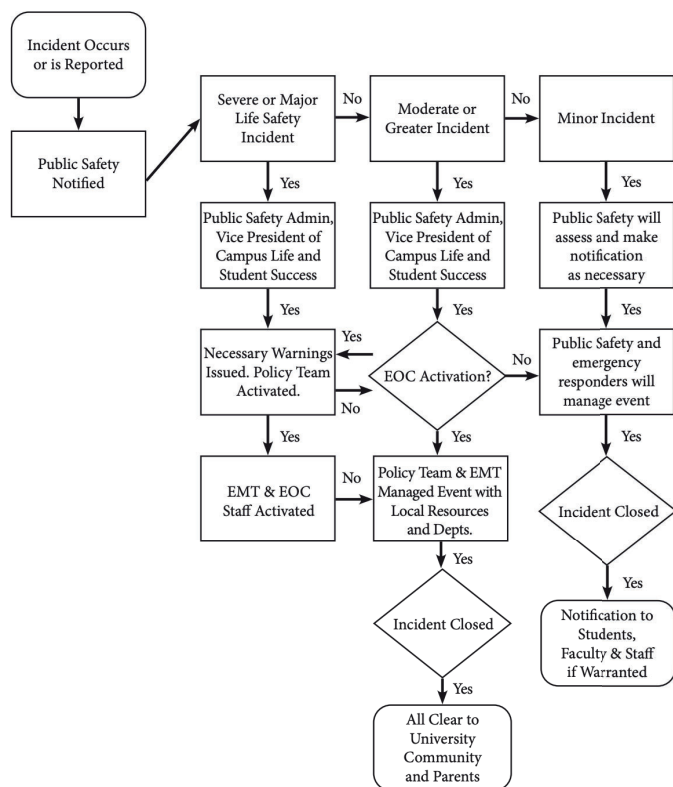 Incident Occurs
or is Reported
Public Safety
Notified
Severe or Major
Life Safety
Incident
No
Moderate or
Greater Incident
No
Minor Incident
Yes
Yes
Yes
Public Safety Admin,
Vice President of
Campus Life and
Student Success
Public Safety Admin,
Vice President of
Campus Life and
Student Success
Public Safety will
assess and make
notification
as necessary
Yes
Yes
Yes
Necessary Warnings
Issued. Policy Team
Activated.
Yes
No
EOC Activation?
No
Public Safety and
emergency
responders will
manage event
Yes
Yes
Yes
EMT & EOC
Staff Activated
No
Policy Team & EMT
Managed Event with
Local Resources
and Depts.
Incident Closed
Yes
Yes
Incident Closed
Notification to
Students,
Faculty & Staff
if Warranted
Yes
All Clear to
University
Community
and Parents